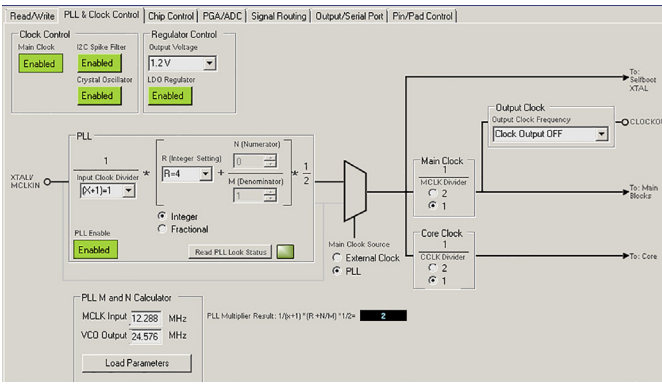 Read/Write PLL & Clock Control Chip Control PGA/ADC Signal Routing Output/Serial Port Pin/Pad Control
Clock Control
Main Clock I2C Spike Filter
Enabled Enabled
Crystal Oscillator
Enabled
Regulator Control
Output Voltage
1.2 V
LDO Regulator
Enabled
To:
Selfboot
XTAL
Output Clock
Output Clock Frequency
Clock Output OFF
CLOCKO
PLL
XTALI/
MCLKIN
1
Input Clock Divider
(X+1)=1
*
R (Integer Setting)
R=4
+
N (Numerator)
0
M (Denominator)
1
* 1
2
Integer
Fractional
PLL Enable
Enabled
Read PLL Lock Status
Main Clock Source
External Clock
PLL
Main Clock
1
MCLK Divider
2
1
To: Main
Blocks
Core Clock
1
CCLK Divider
2
1
To: Core
PLL M and N Calculator
MCLK Input 12.288 MHz
VCO Output 24.576 MHz
Load Parameters
PLL Multiplier Result: 1/(x+1)*(R +N/M) *1/2= 2